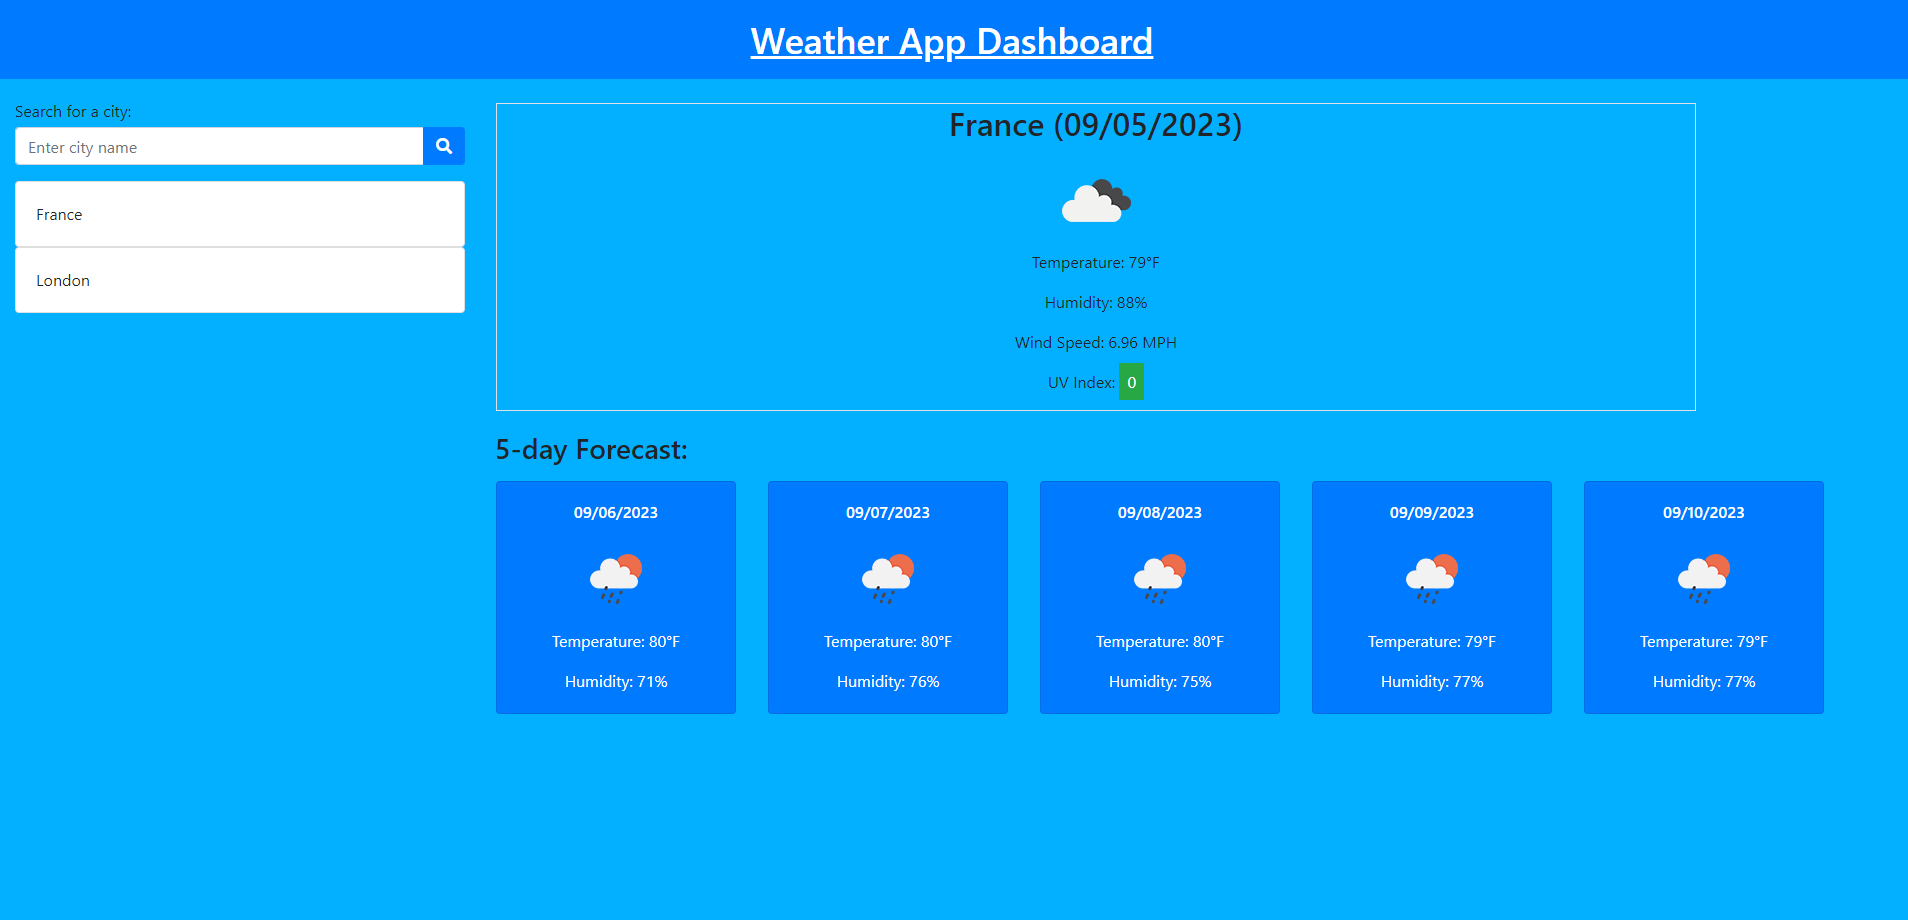 Weather App Dashboard
Search for a city:
Enter city name
France
London
France (09/05/2023)
Temperature: 79°F
Humidity: 88%
Wind Speed: 6.96 MPH
UV Index: 0
5-day Forecast:
09/06/2023
Temperature: 80°F
Humidity: 71%
09/07/2023
Temperature: 80°F
Humidity: 76%
09/08/2023
Temperature: 80°F
Humidity: 75%
09/09/2023
Temperature: 79°F
Humidity: 77%
09/10/2023
Temperature: 79°F
Humidity: 77%